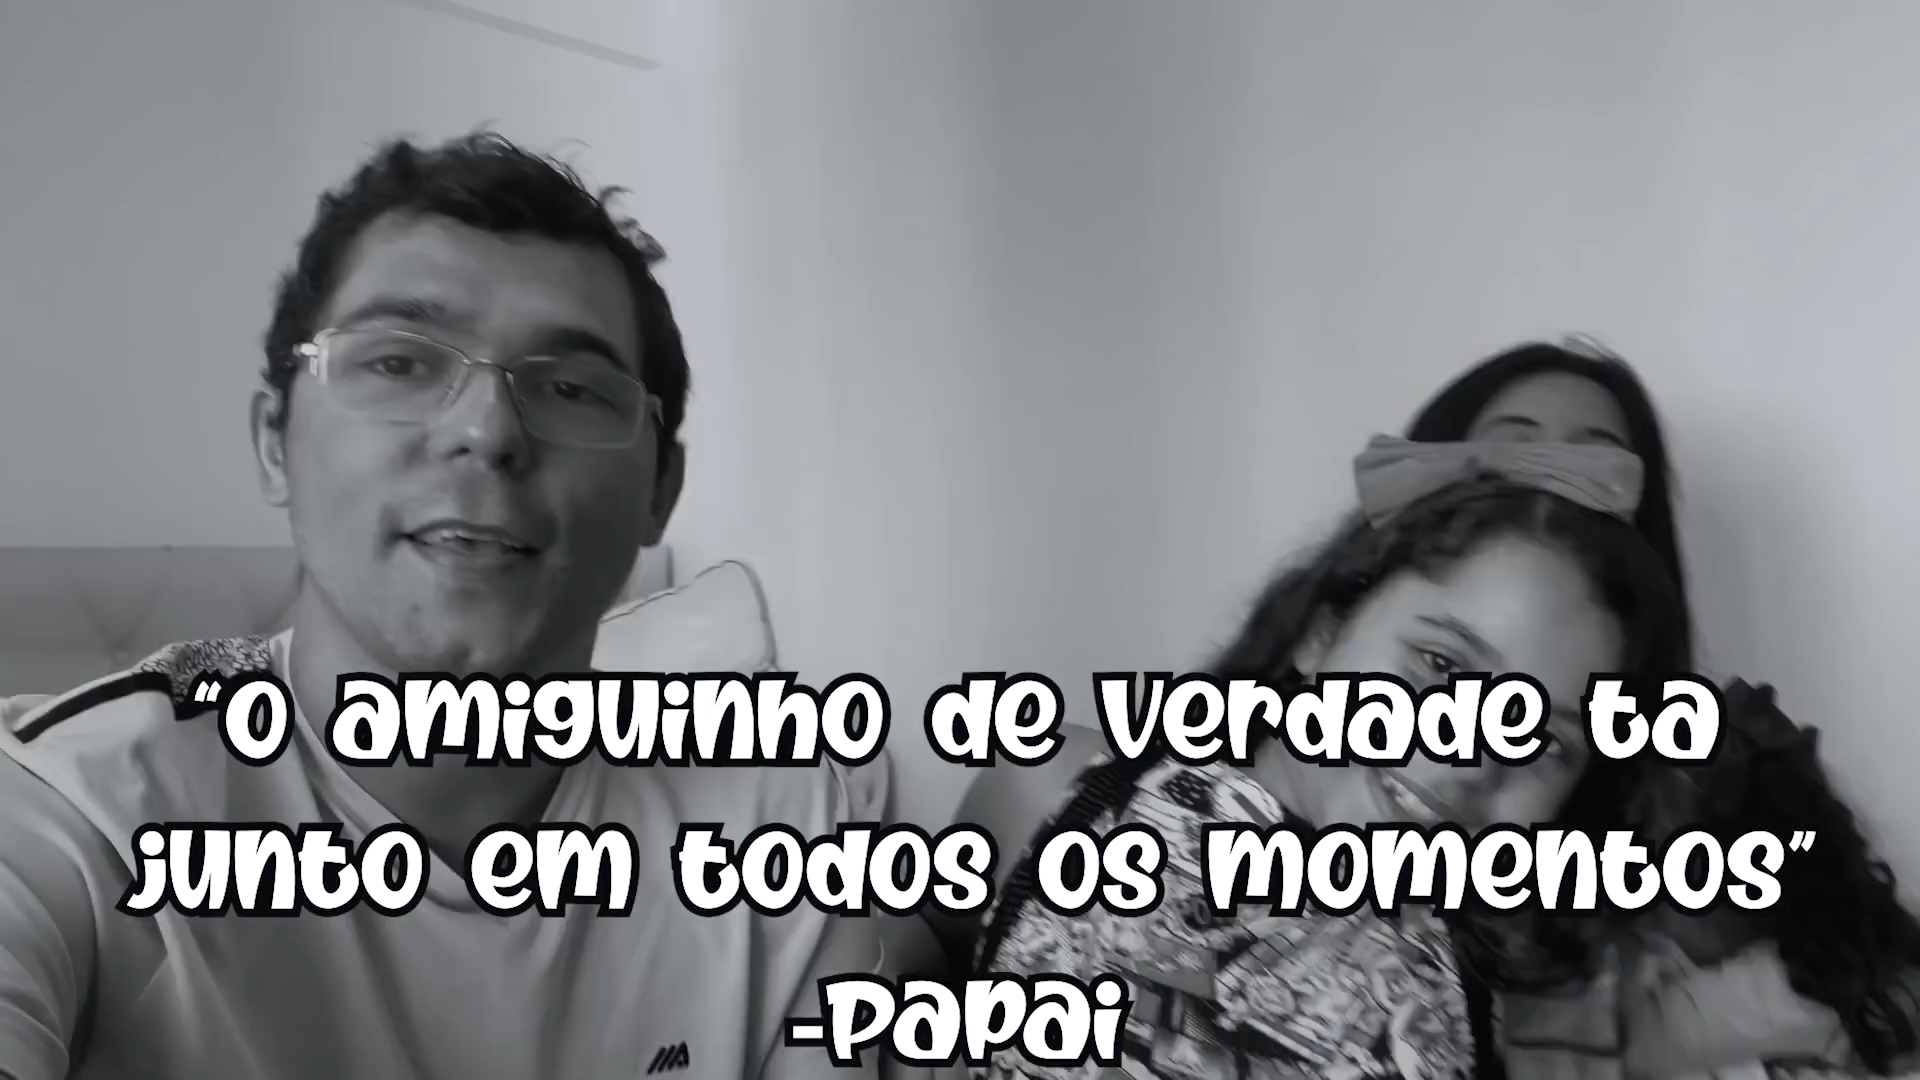 “O amiguinho de verdade ta
junto em todos os momentos”
-Papai